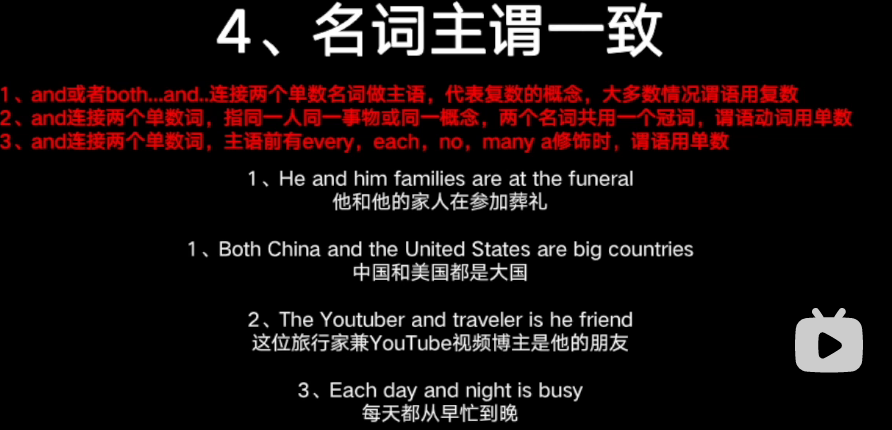 4、名词主谓一致
1、and或者both...and..连接两个单数名词做主语，代表复数的概念，大多数情况谓语用复数
2、and连接两个单数词，指同一人同一事物或同一概念，两个名词共用一个冠词，谓语动词用单数
3、and连接两个单数词，主语前有every，each，no，many a修饰时，谓语用单数
1、He and him families are at the funeral
他和他的家人在参加葬礼
1、Both China and the United States are big countries
中国和美国都是大国
2、The Youtuber and traveler is he friend
这位旅行家兼YouTube视频博主是他的朋友
3、Each day and night is busy
每天都从早忙到晚